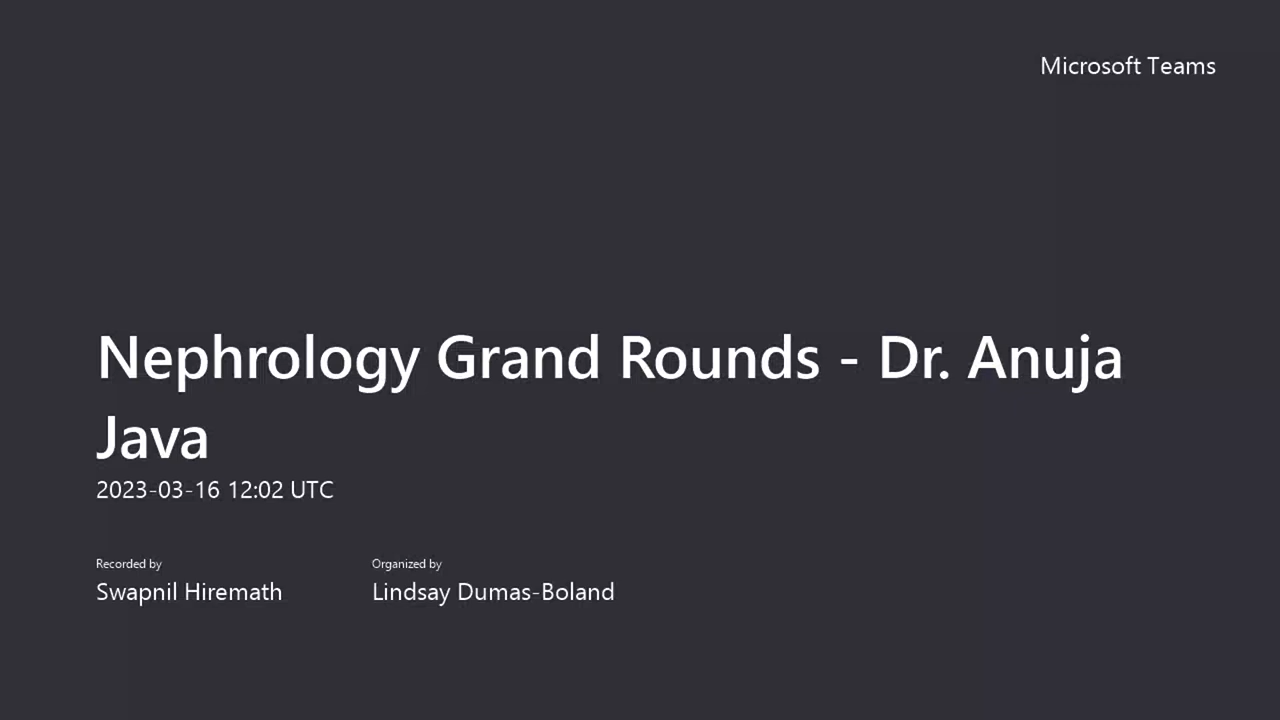 Microsoft Teams
Nephrology Grand Rounds - Dr. Anuja
Java
2023-03-16 12:02 UTC
Recorded by
Swapnil Hiremath
Organized by
Lindsay Dumas-Boland